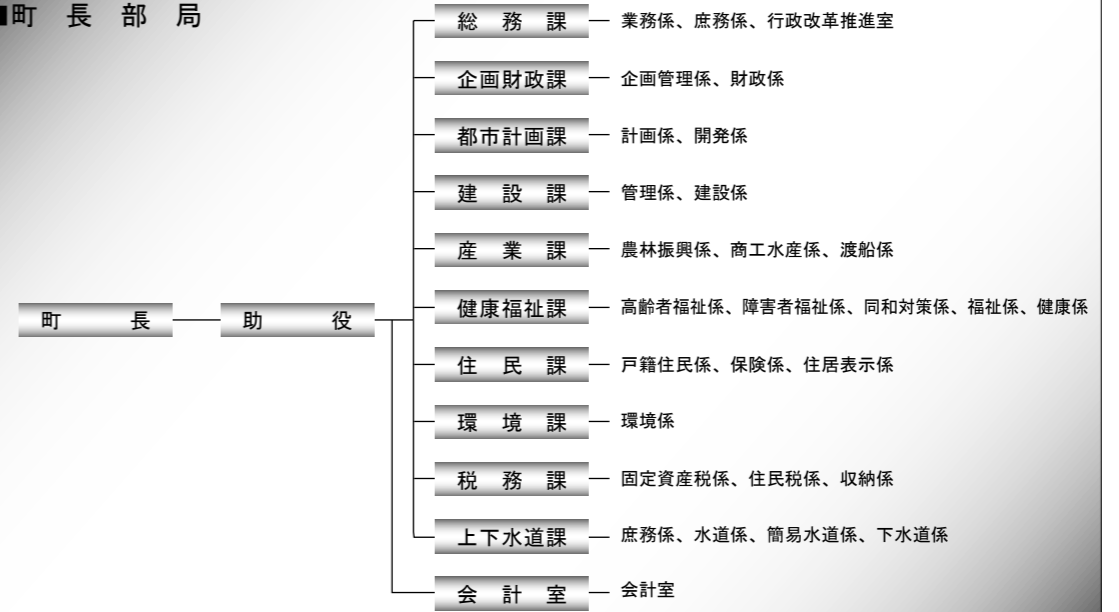 ■町長部局
総務課 業務係、庶務係、行政改革推進室
企画財政課 企画管理係、財政係
都市計画課 計画係、開発係
建設課 管理係、建設係
産業課 農林振興係、商工水産係、渡船係
町長 助役 健康福祉課 高齢者福祉係、障害者福祉係、同和対策係、福祉係、健康係
住民課 戸籍住民係、保険係、住居表示係
環境課 環境係
税務課 固定資産税係、住民税係、収納係
上下水道課 庶務係、水道係、簡易水道係、下水道係
会計室 会計室